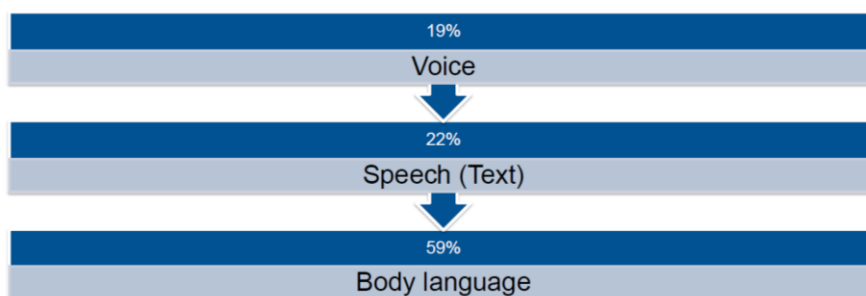 19%
Voice
22%
Speech (Text)
59%
Body language